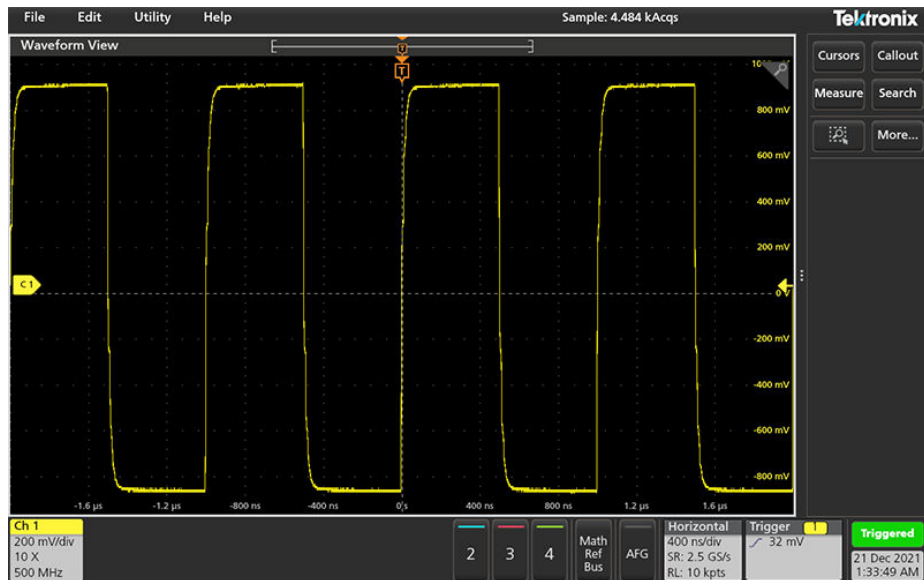 File Edit Utility Help Sample: 4.484 kAcqs Tektronix
Waveform View
T
T
Cursors Callout
Measure Search
More...
800 mV
600 mV
400 mV
200 mV
C 1
0 V
-200 mV
-400 mV
-600 mV
-800 mV
-1.6 µs -1.2 µs -800 ns -400 ns 0 s 400 ns 800 ns 1.2 µs 1.6 µs
Ch 1
200 mV/div
10 X
500 MHz
2 3 4
Math
Ref
Bus
AFG
Horizontal
400 ns/div
SR: 2.5 GS/s
RL: 10 kpts
Trigger 1
32 mV
Triggered
21 Dec 2021
1:33:49 AM